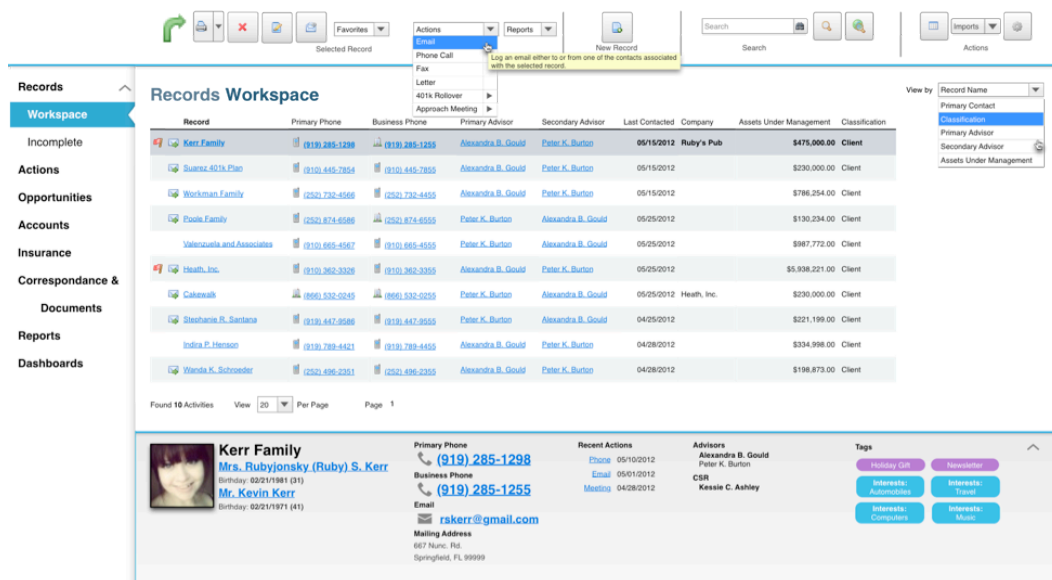 Favorites
Selected Record
Actions
Reports
New Record
Search
Search
Imports
Actions
Email
Phone Call
Fax
Letter
401k Rollover
Approach Meeting
Log an email either to or from one of the contacts associated
with the selected record.
Records
Workspace
Incomplete
Actions
Opportunities
Accounts
Insurance
Correspondance &
Documents
Reports
Dashboards
Records Workspace
View by Record Name
Primary Contact
Classification
Primary Advisor
Secondary Advisor
Assets Under Management
Record Primary Phone Business Phone Primary Advisor Secondary Advisor Last Contacted Company Assets Under Management Classification
Kerr Family (919) 285-1298 (919) 285-1255 Alexandra B. Gould Peter K. Burton 05/15/2012 Ruby's Pub $475,000.00 Client
Suarez 401k Plan (910) 445-7854 (910) 445-7855 Alexandra B. Gould Peter K. Burton 05/15/2012 $230,000.00 Client
Workman Family (252) 732-4566 (252) 732-4455 Alexandra B. Gould Peter K. Burton 05/15/2012 $786,254.00 Client
Poole Family (252) 874-6586 (252) 874-6555 Peter K. Burton Alexandra B. Gould 05/25/2012 $130,234.00 Client
Valenzuela and Associates (910) 665-4567 (910) 665-4555 Peter K. Burton Alexandra B. Gould 05/25/2012 $987,772.00 Client
Heath, Inc. (910) 362-3326 (910) 362-3355 Alexandra B. Gould Peter K. Burton 05/25/2012 $5,938,221.00 Client
Cakewalk (866) 532-0245 (866) 532-0255 Peter K. Burton Alexandra B. Gould 05/25/2012 Heath, Inc. $230,000.00 Client
Stephanie R. Santana (919) 447-9586 (919) 447-9555 Peter K. Burton Alexandra B. Gould 04/25/2012 $221,199.00 Client
Indira P. Henson (919) 789-4421 (919) 789-4455 Alexandra B. Gould Peter K. Burton 04/28/2012 $334,998.00 Client
Wanda K. Schroeder (252) 496-2351 (252) 496-2355 Alexandra B. Gould Peter K. Burton 04/28/2012 $198,873.00 Client
Found 10 Activities View 20 Per Page Page 1
Kerr Family
Mrs. Rubyjonsky (Ruby) S. Kerr
Birthday: 02/21/1981 (31)
Mr. Kevin Kerr
Birthday: 02/21/1971 (41)
Primary Phone
(919) 285-1298
Business Phone
(919) 285-1255
Email
rskerr@gmail.com
Mailing Address
667 Nunc. Rd.
Springfield, FL 99999
Recent Actions
Phone 05/10/2012
Email 05/01/2012
Meeting 04/28/2012
Advisors
Alexandra B. Gould
Peter K. Burton
CSR
Kessie C. Ashley
Tags
Holiday Gift
Newsletter
Interests:
Automobiles
Interests:
Travel
Interests:
Computers
Interests:
Music